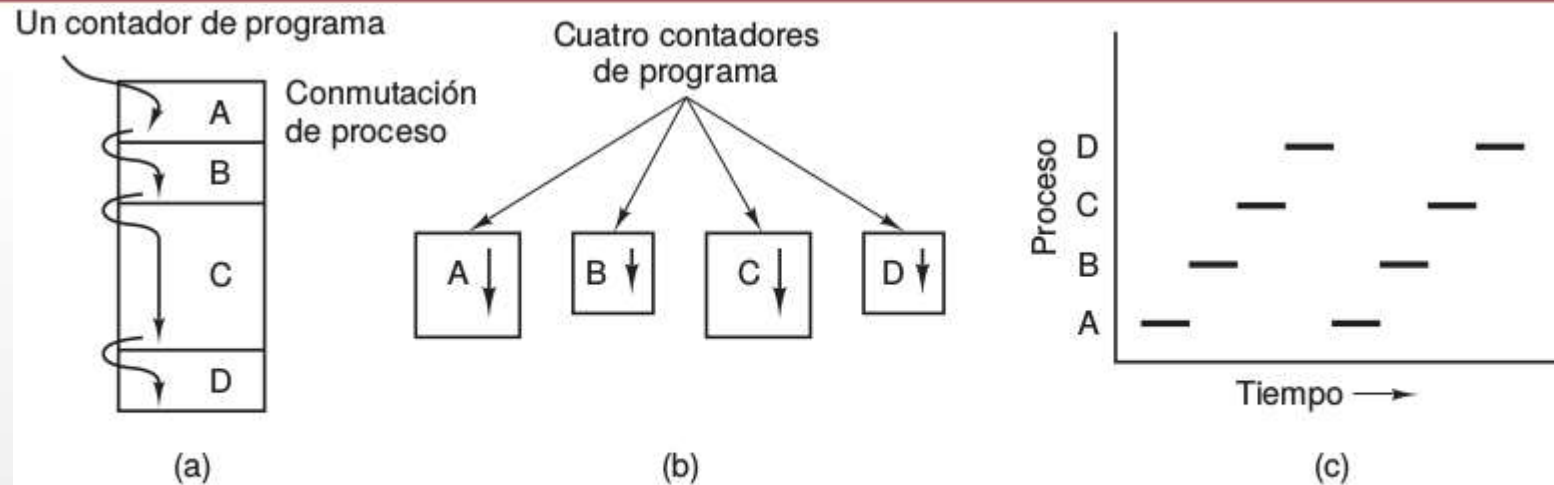 Un contador de programa
A
Conmutación
de proceso
B
C
D
(a)
Cuatro contadores
de programa
A
B
C
D
(b)
Proceso
D
C
B
A
Tiempo
(c)